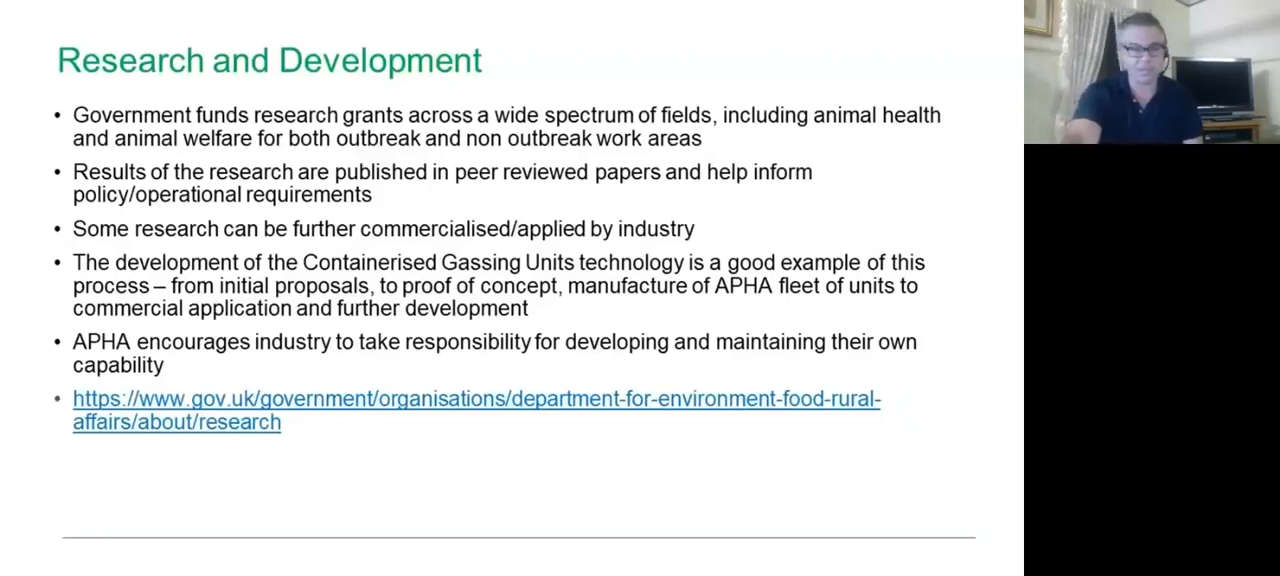 Research and Development
• Government funds research grants across a wide spectrum of fields, including animal health
and animal welfare for both outbreak and non outbreak work areas
• Results of the research are published in peer reviewed papers and help inform
policy/operational requirements
• Some research can be further commercialised/applied by industry
• The development of the Containerised Gassing Units technology is a good example of this
process – from initial proposals, to proof of concept, manufacture of APHA fleet of units to
commercial application and further development
• APHA encourages industry to take responsibility for developing and maintaining their own
capability
• https://www.gov.uk/government/organisations/department-for-environment-food-rural-
affairs/about/research